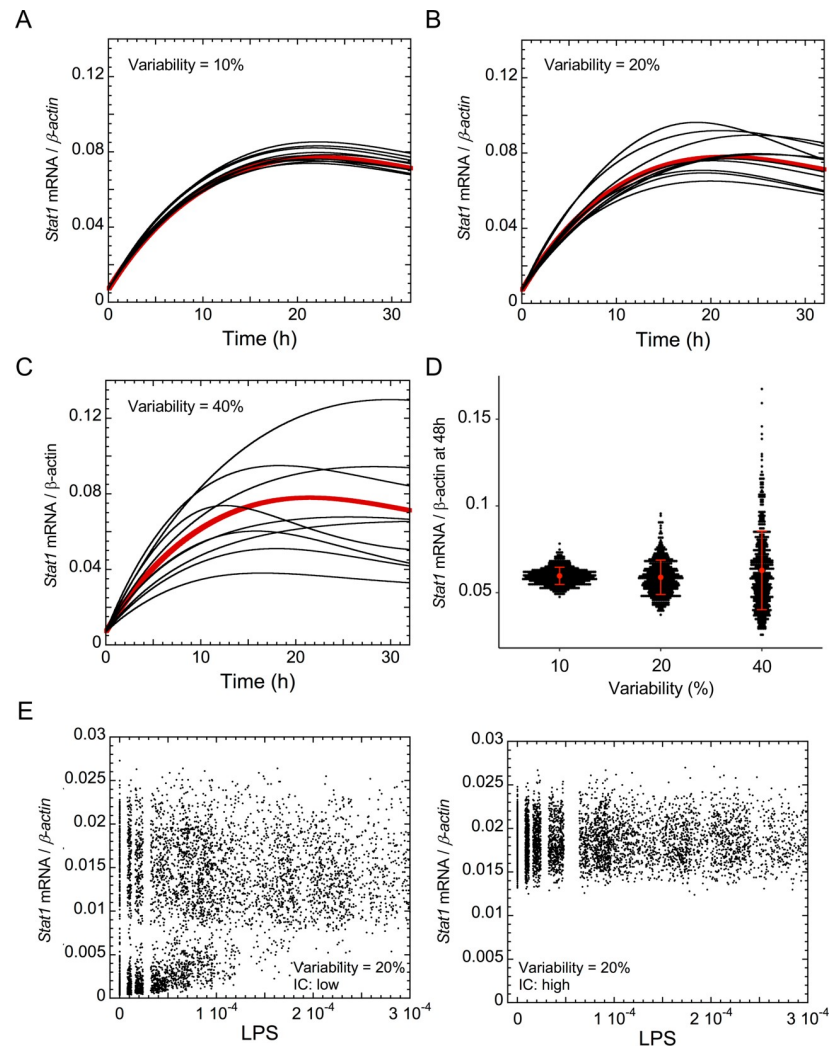 A
B
Variability = 10%
Variability = 20%
0.12
0.08
0.04
0
Stat1 mRNA / β-actin
0 10 20 30
Time (h)
0.12
0.08
0.04
0
Stat1 mRNA / β-actin
0 10 20 30
Time (h)
C
D
Variability = 40%
0.12
0.08
0.04
0
Stat1 mRNA / β-actin
0 10 20 30
Time (h)
0.15
0.1
0.05
Stat1 mRNA / β-actin at 48h
10 20 40
Variability (%)
E
0.03
0.025
0.02
0.015
0.01
0.005
0
Stat1 mRNA / β-actin
Variability = 20%
IC: low
0 1 10-4 2 10-4 3 10-4
LPS
0.03
0.025
0.02
0.015
0.01
0.005
0
Stat1 mRNA / β-actin
Variability = 20%
IC: high
0 1 10-4 2 10-4 3 10-4
LPS